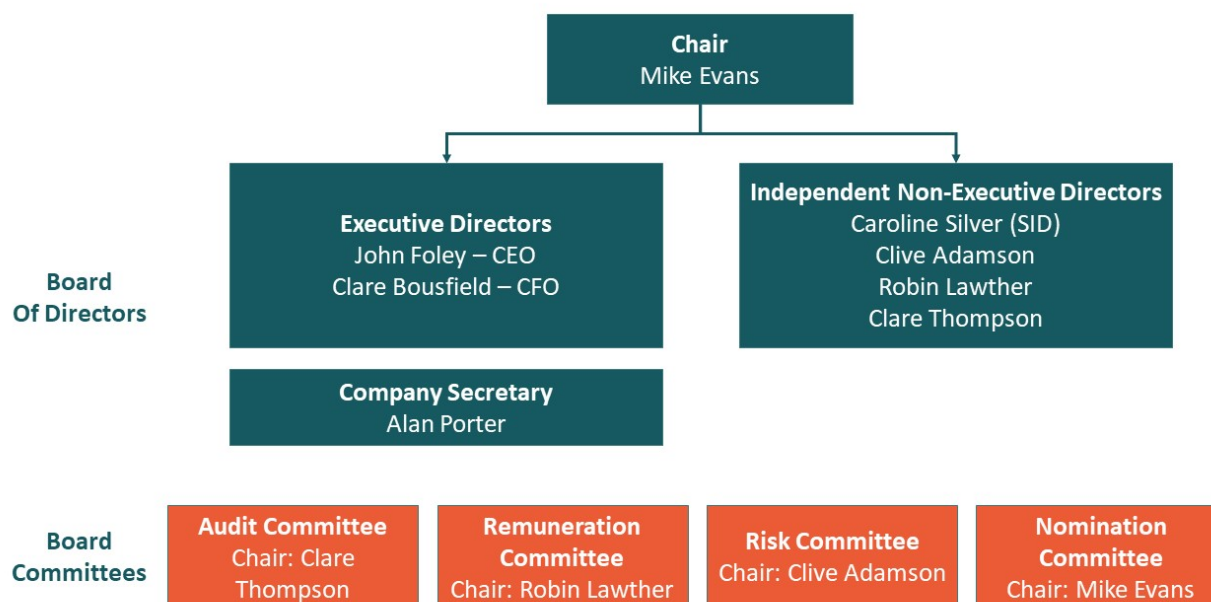 Chair
Mike Evans
Executive Directors
John Foley – CEO
Clare Bousfield – CFO
Independent Non-Executive Directors
Caroline Silver (SID)
Clive Adamson
Robin Lawther
Clare Thompson
Board
Of Directors
Company Secretary
Alan Porter
Board
Committees
Audit Committee
Chair: Clare
Thompson
Remuneration
Committee
Chair: Robin Lawther
Risk Committee
Chair: Clive Adamson
Nomination
Committee
Chair: Mike Evans